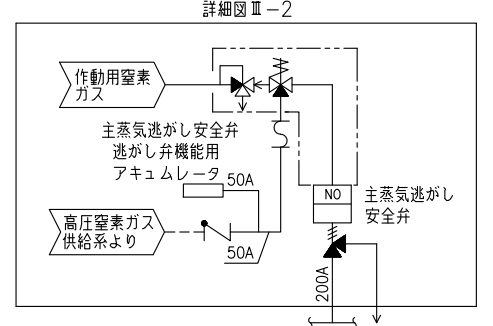 詳細図Ⅲ-2
作動用窒素
ガス
主蒸気逃がし安全弁
逃がし弁機能用
アキュムレータ
50A
高圧窒素ガス
供給系より
50A
NO
主蒸気逃がし
安全弁
200A